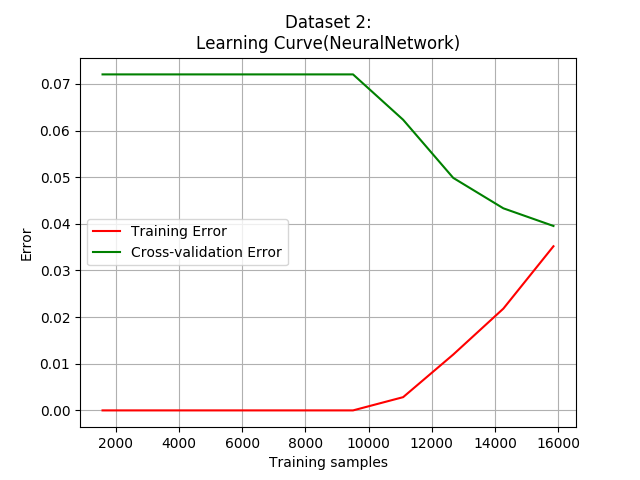 Dataset 2:
Learning Curve(NeuralNetwork)
0.07
0.06
0.05
0.04
0.03
0.02
0.01
0.00
Error
Training Error
Cross-validation Error
2000 4000 6000 8000 10000 12000 14000 16000
Training samples